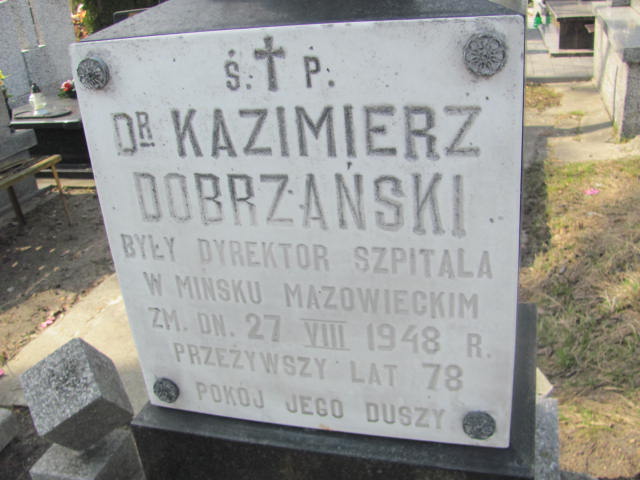 Ś.†P.
DR KAZIMIERZ
DOBRZAŃSKI
BYŁY DYREKTOR SZPITALA
W MIŃSKU MAZOWIECKIM
ZM. DN. 27 VIII 1948 R.
PRZEŻYWSZY LAT 78
POKÓJ JEGO DUSZY